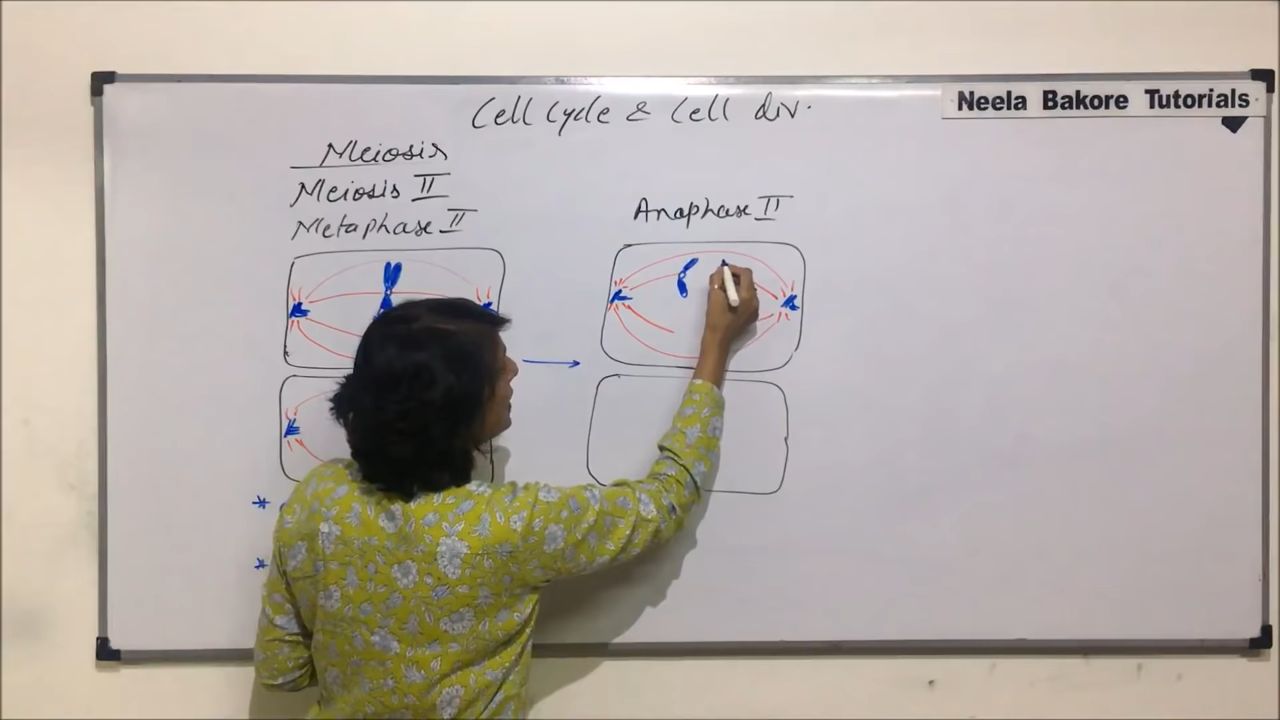 Cell Cycle & Cell div.
Neela Bakore Tutorials
Meiosis
Meiosis II
Metaphase II
Anaphase II
*
*